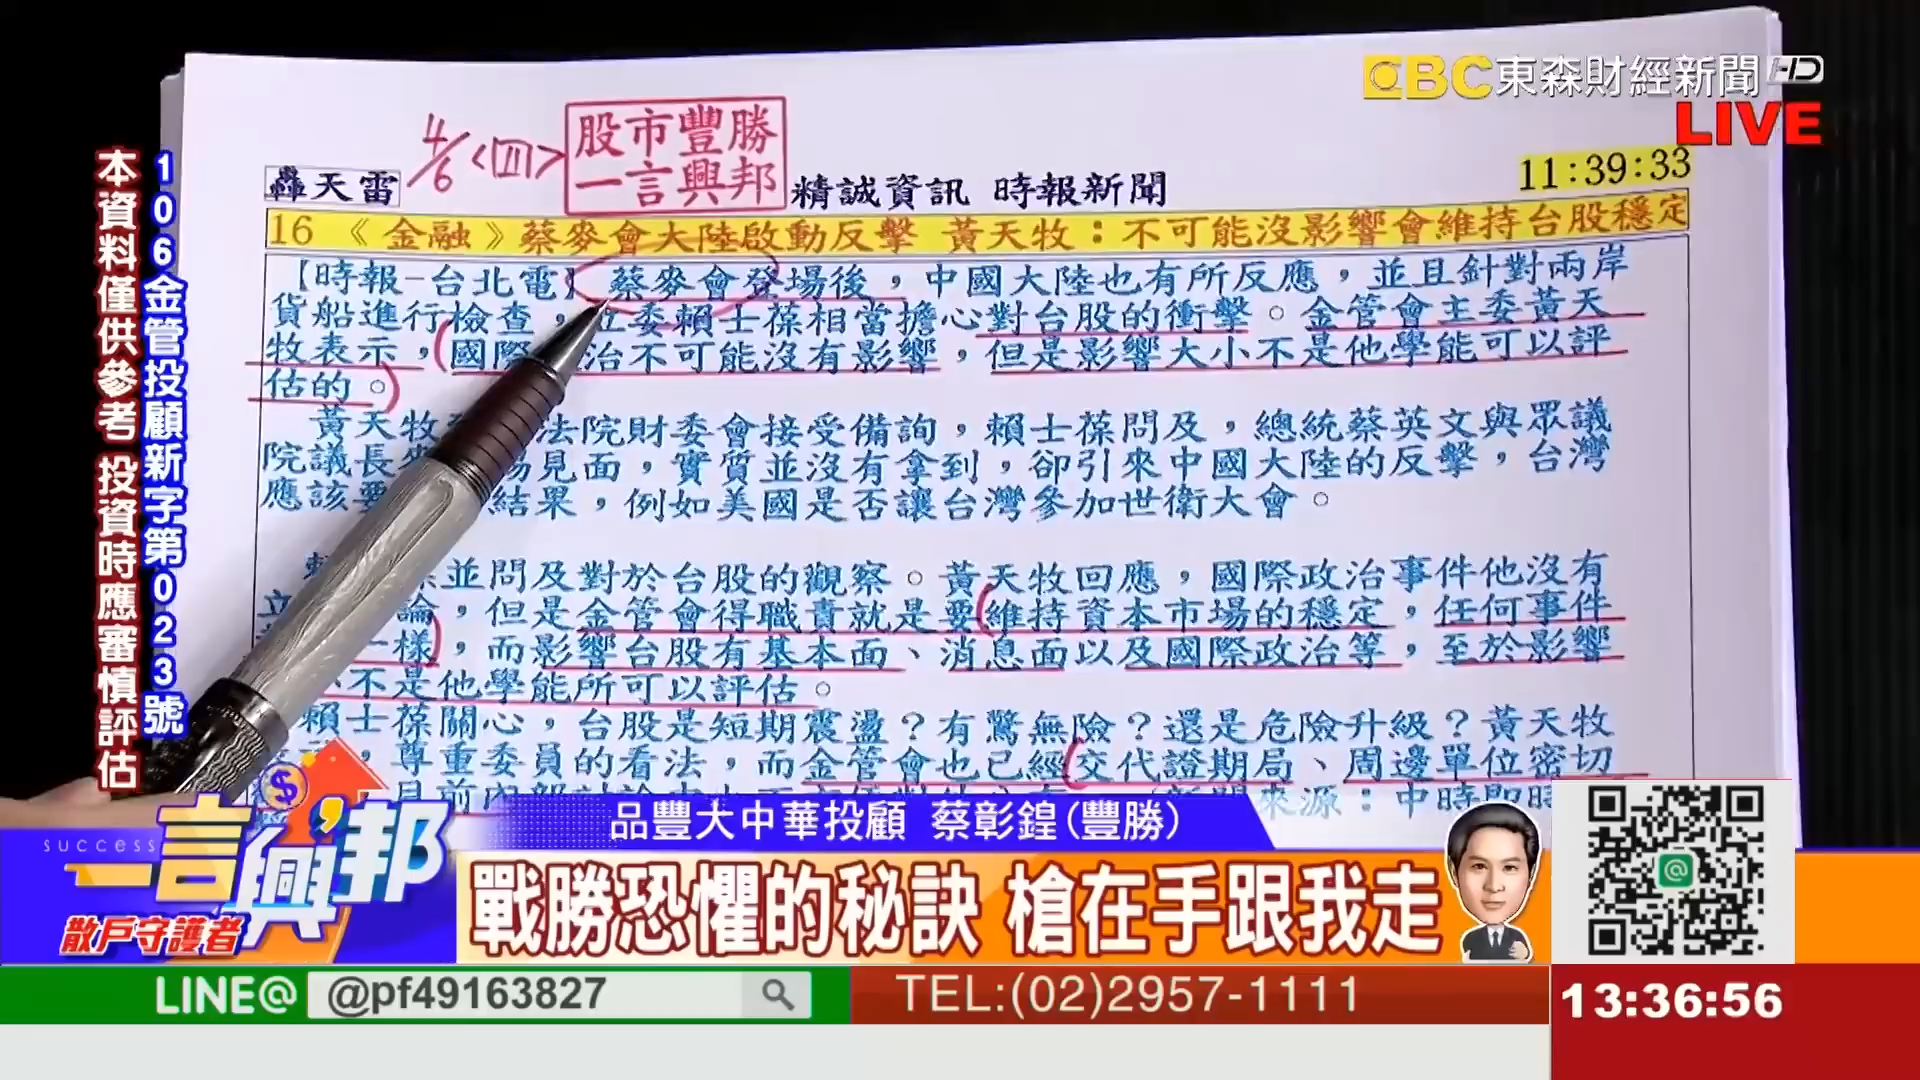 EBC東森財經新聞HD
LIVE
4/6<四>
股市豐勝
一言興邦
轟天雷
精誠資訊 時報新聞
11:39:33
16 《金融》蔡麥會大陸啟動反擊 黃天牧：不可能沒影響會維持台股穩定
【時報-台北電】蔡麥會登場後，中國大陸也有所反應，並且針對兩岸
貨船進行檢查，立委賴士葆相當擔心對台股的衝擊。金管會主委黃天
牧表示，國際 治不可能沒有影響，但是影響大小不是他學能可以評
估的。
黃天牧 法院財委會接受備詢，賴士葆問及，總統蔡英文與眾議
院議長 見面，實質並沒有拿到，卻引來中國大陸的反擊，台灣
應該要 結果，例如美國是否讓台灣參加世衛大會。
並問及對於台股的觀察。黃天牧回應，國際政治事件他沒有
立 論，但是金管會得職責就是要維持資本市場的穩定，任何事件
一樣，而影響台股有基本面、消息面以及國際政治等，至於影響
不是他學能所可以評估。
賴士葆關心，台股是短期震盪？有驚無險？還是危險升級？黃天牧
，尊重委員的看法，而金管會也已經交代證期局、周邊單位密切
本資料僅供參考 投資時應審慎評估
106金管投顧新字第023號
success
一言興邦
散戶守護者
品豐大中華投顧 蔡彰鍠(豐勝)
戰勝恐懼的秘訣 槍在手跟我走
LINE@ @pf49163827
TEL:(02)2957-1111
13:36:56